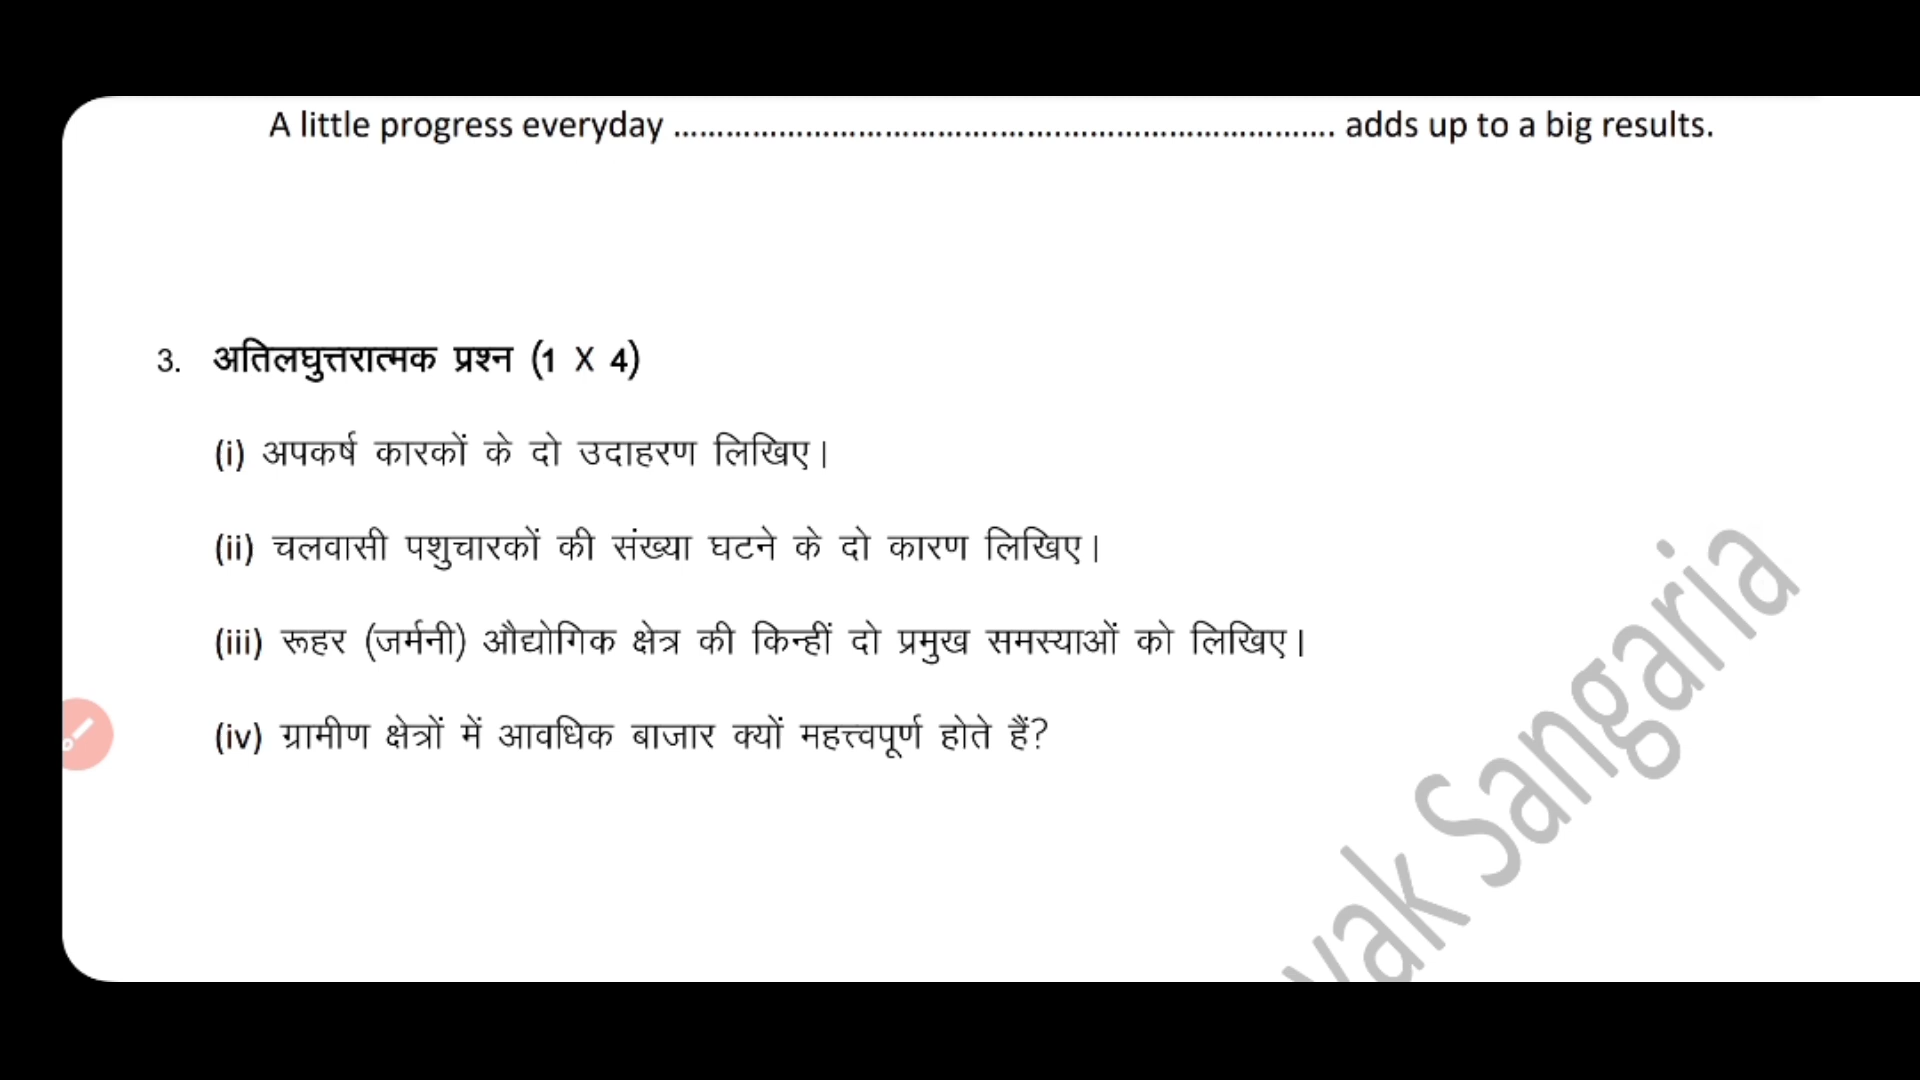 A little progress everyday ........................................................................... adds up to a big results.
3. अतिलघुत्तरात्मक प्रश्न (1 X 4)
(i) अपकर्ष कारकों के दो उदाहरण लिखिए।
(ii) चलवासी पशुचारकों की संख्या घटने के दो कारण लिखिए।
(iii) रूहर (जर्मनी) औद्योगिक क्षेत्र की किन्हीं दो प्रमुख समस्याओं को लिखिए।
(iv) ग्रामीण क्षेत्रों में आवधिक बाजार क्यों महत्त्वपूर्ण होते हैं?
Sangaria